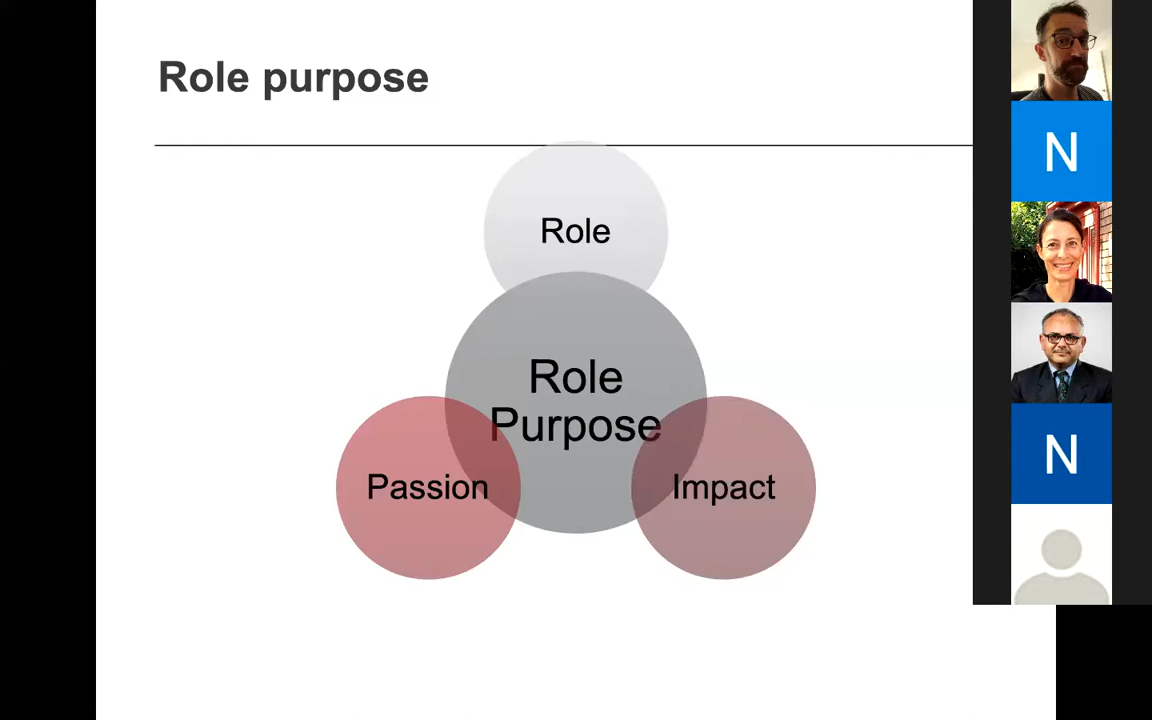 Role purpose
Role
Role
Purpose
Passion
Impact
N
N